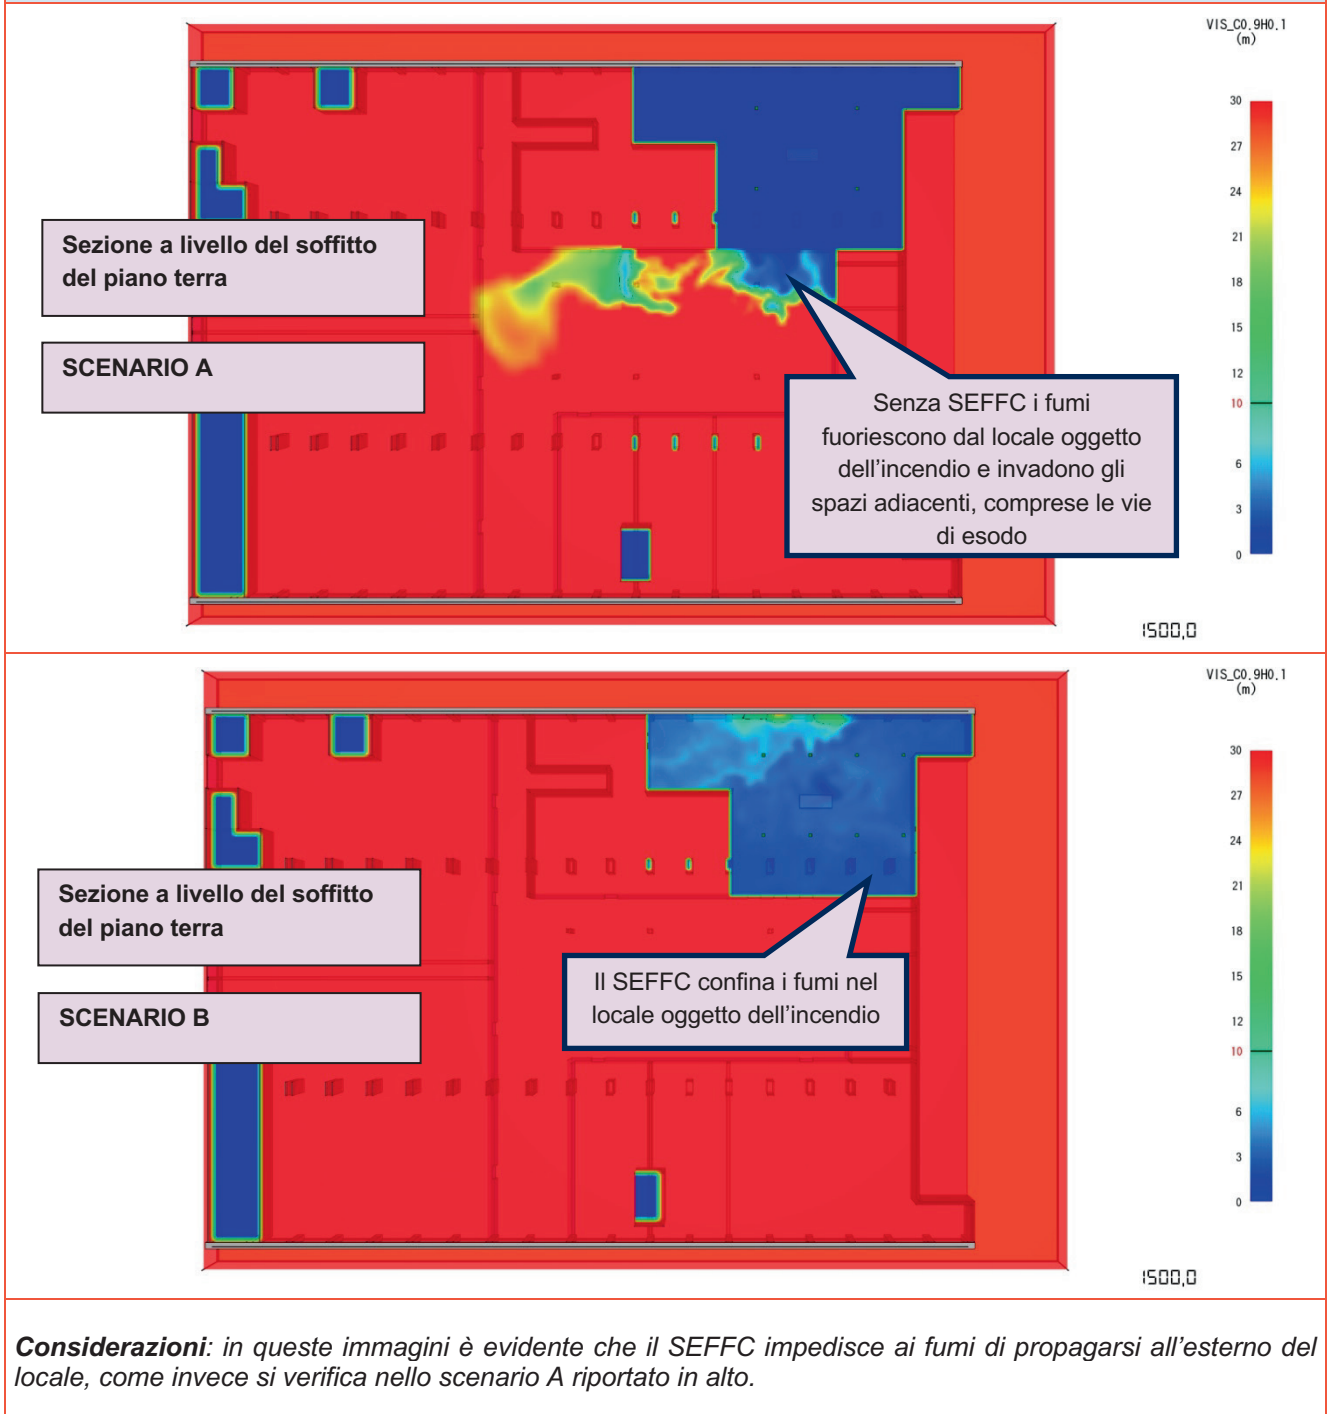 VIS_C0.9H0.1
(m)
30
27
24
21
18
15
12
10
6
3
0
Sezione a livello del soffitto
del piano terra
SCENARIO A
Senza SEFFC i fumi
fuoriescono dal locale oggetto
dell’incendio e invadono gli
spazi adiacenti, comprese le vie
di esodo
1500,0
VIS_C0.9H0.1
(m)
30
27
24
21
18
15
12
10
6
3
0
Sezione a livello del soffitto
del piano terra
SCENARIO B
Il SEFFC confina i fumi nel
locale oggetto dell’incendio
1500,0
Considerazioni: in queste immagini è evidente che il SEFFC impedisce ai fumi di propagarsi all’esterno del
locale, come invece si verifica nello scenario A riportato in alto.